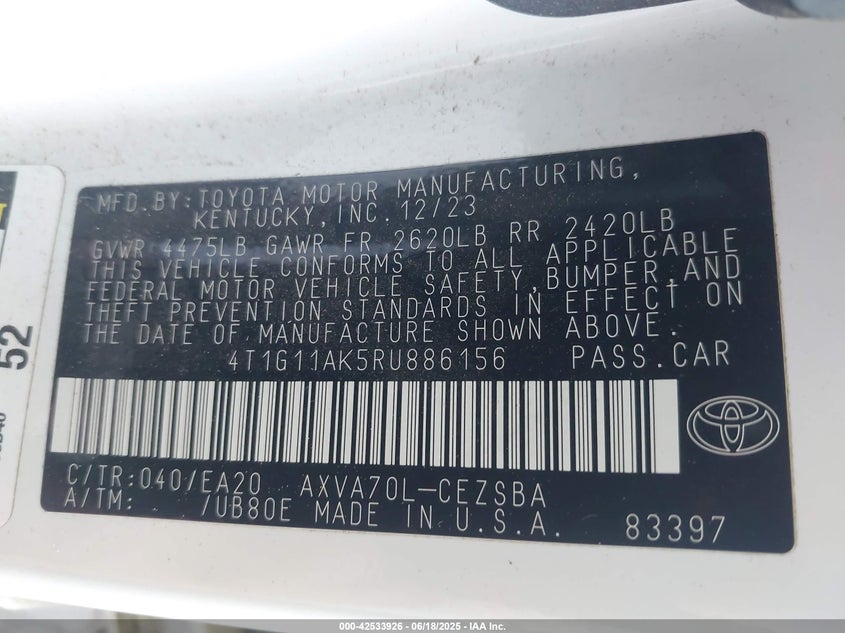 MFD.BY:TOYOTA MOTOR MANUFACTURING,
KENTUCKY,INC.12/23
GVWR 4475LB GAWR FR 2620LB RR 2420LB
THIS VEHICLE CONFORMS TO ALL APPLICABLE
FEDERAL MOTOR VEHICLE SAFETY,BUMPER,AND
THEFT PREVENTION STANDARDS IN EFFECT ON
THE DATE OF MANUFACTURE SHOWN ABOVE.
4T1G11AK5RU886156 PASS.CAR
C/TR:040/EA20 AXVA70L-CEZSBA
A/TM: /UB80E MADE IN U.S.A. 83397
52
000-42533926 - 06/18/2025 - IAA Inc.